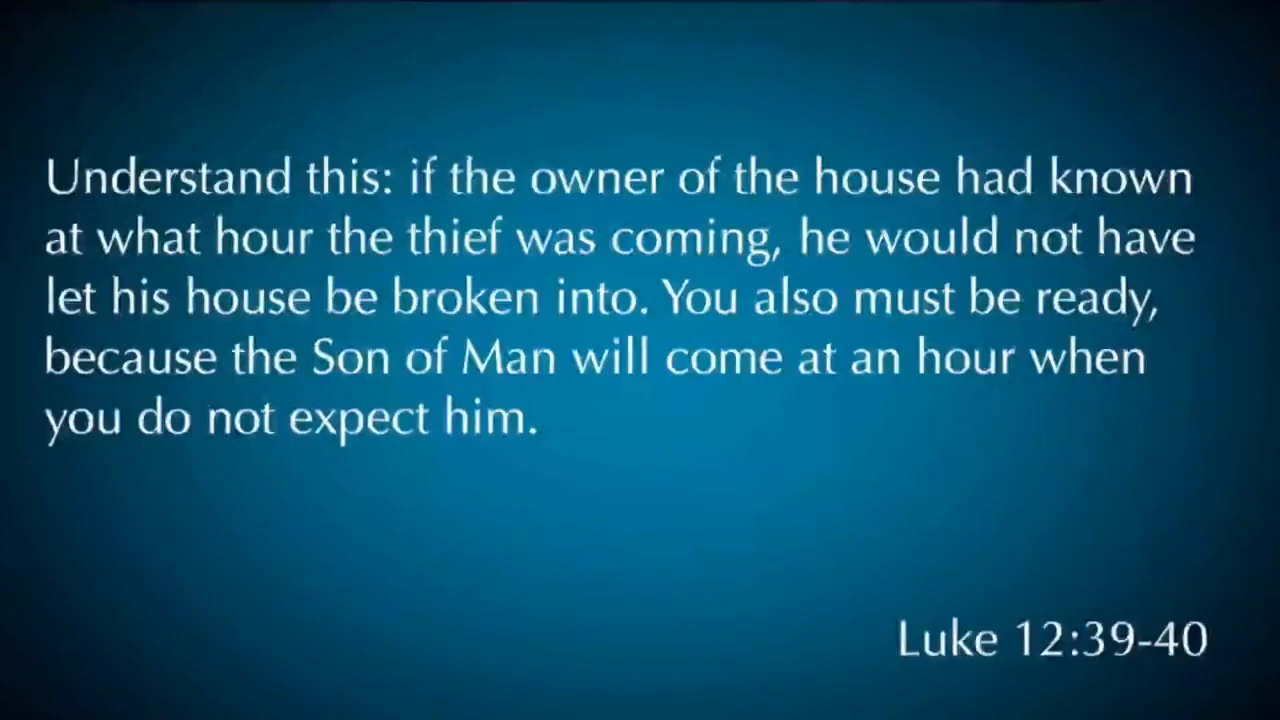 Understand this: if the owner of the house had known
at what hour the thief was coming, he would not have
let his house be broken into. You also must be ready,
because the Son of Man will come at an hour when
you do not expect him.
Luke 12:39-40